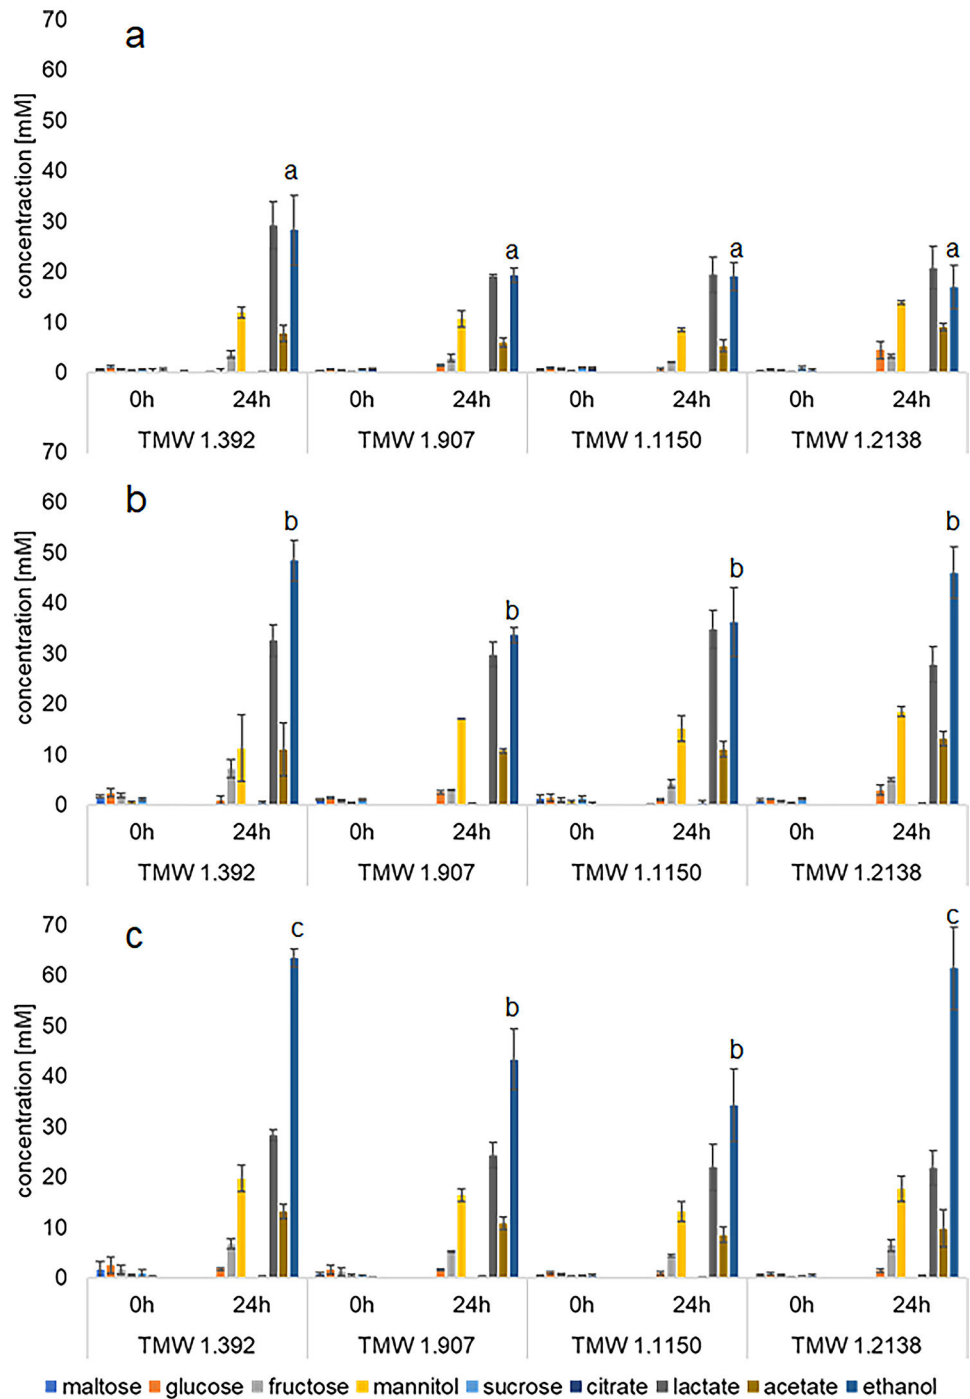 a
concentraction [mM]
70
60
50
40
30
20
10
0
a
a
a
a
0h 24h 0h 24h 0h 24h 0h 24h
TMW 1.392 TMW 1.907 TMW 1.1150 TMW 1.2138
b
concentration [mM]
70
60
50
40
30
20
10
0
b
b
b
b
0h 24h 0h 24h 0h 24h 0h 24h
TMW 1.392 TMW 1.907 TMW 1.1150 TMW 1.2138
c
concentration [mM]
70
60
50
40
30
20
10
0
c
b
b
c
0h 24h 0h 24h 0h 24h 0h 24h
TMW 1.392 TMW 1.907 TMW 1.1150 TMW 1.2138
maltose glucose fructose mannitol sucrose citrate lactate acetate ethanol